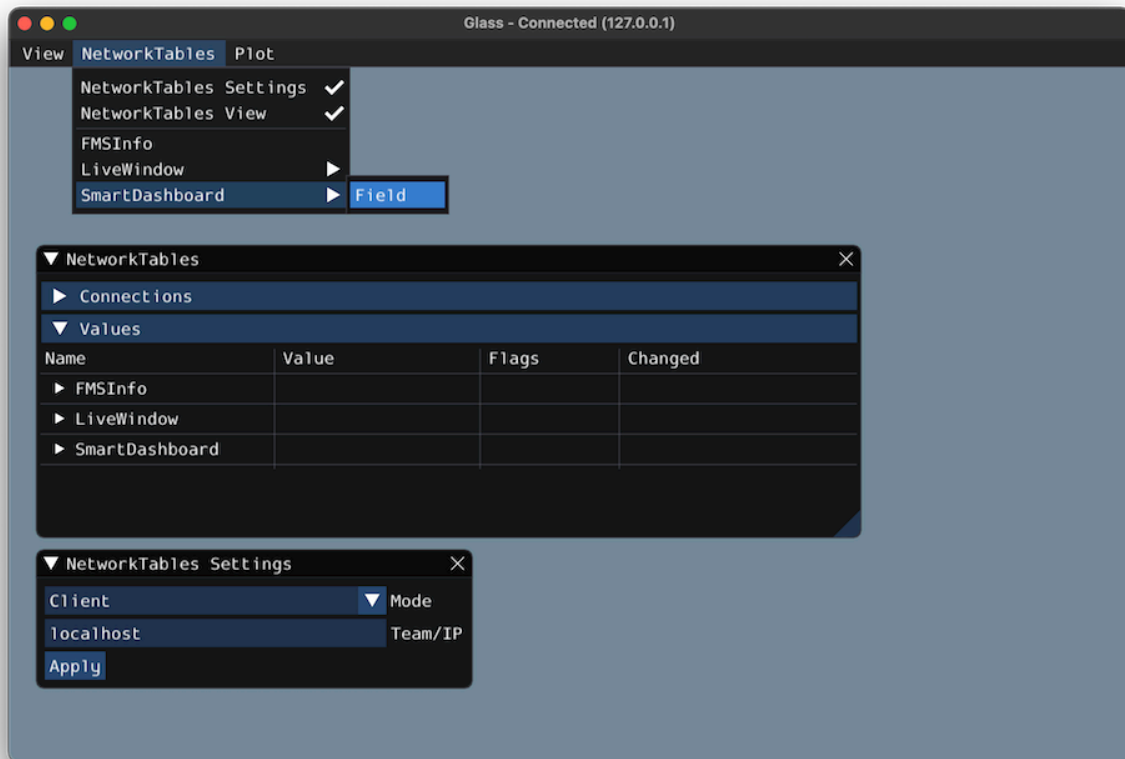 Glass - Connected (127.0.0.1)
View NetworkTables Plot
NetworkTables Settings
NetworkTables View
FMSInfo
LiveWindow
SmartDashboard Field
NetworkTables
Connections
Values
Name Value Flags Changed
FMSInfo
LiveWindow
SmartDashboard
NetworkTables Settings
Client Mode
localhost Team/IP
Apply